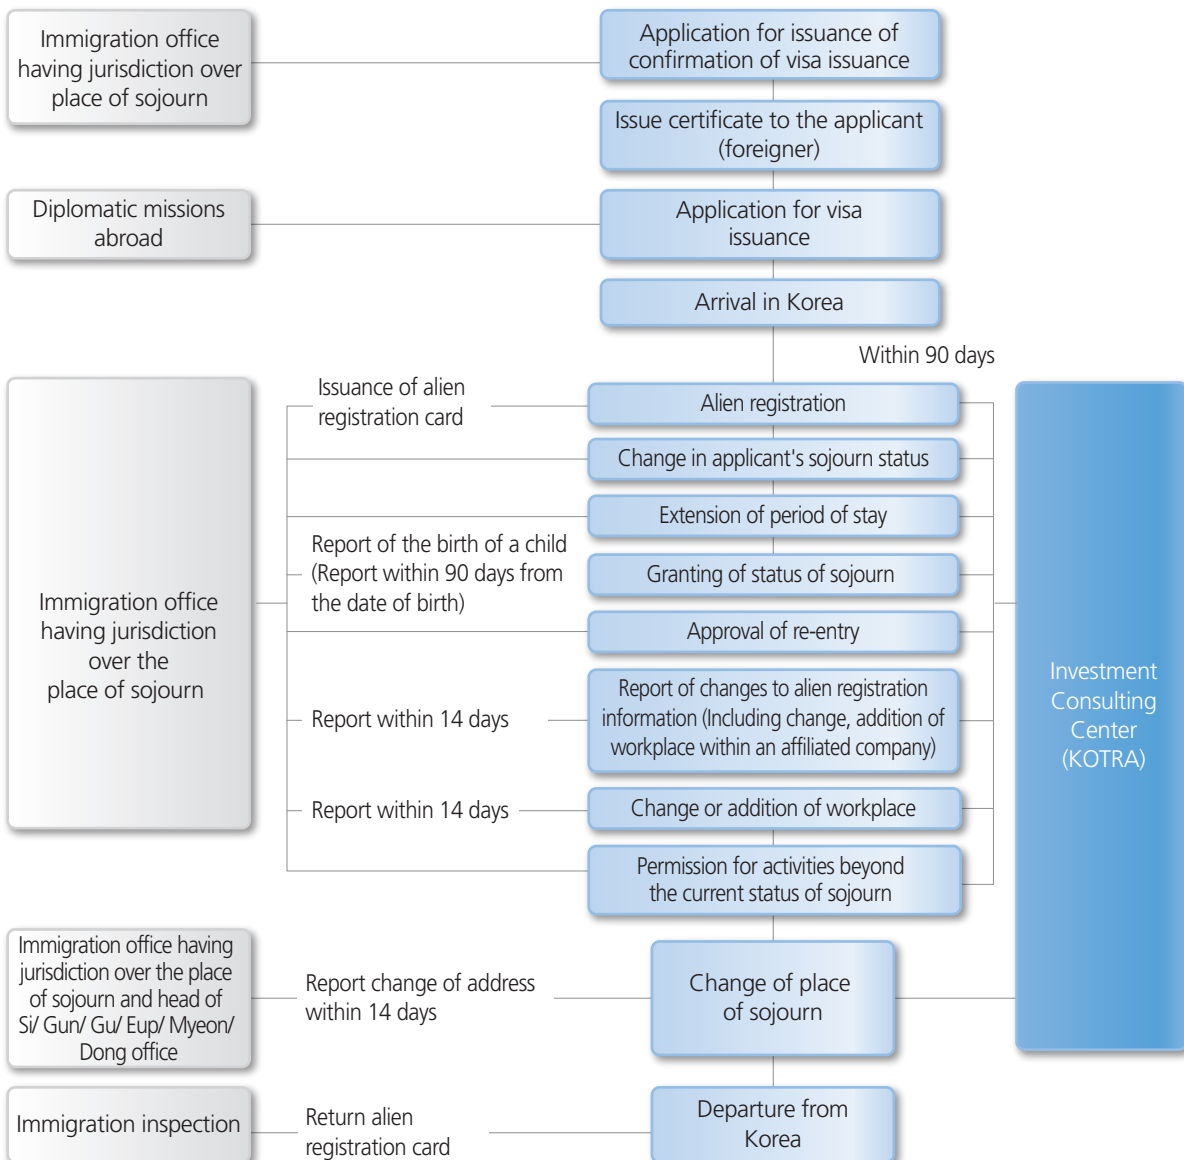 Immigration office
having jurisdiction over
place of sojourn
Application for issuance of
confirmation of visa issuance
Issue certificate to the applicant
(foreigner)
Diplomatic missions
abroad
Application for visa
issuance
Arrival in Korea
Within 90 days
Immigration office
having jurisdiction
over the
place of sojourn
Issuance of alien
registration card
Alien registration
Change in applicant's sojourn status
Extension of period of stay
Report of the birth of a child
(Report within 90 days from
the date of birth)
Granting of status of sojourn
Approval of re-entry
Report within 14 days
Report of changes to alien registration
information (Including change, addition of
workplace within an affiliated company)
Report within 14 days
Change or addition of workplace
Permission for activities beyond
the current status of sojourn
Investment
Consulting
Center
(KOTRA)
Immigration office having
jurisdiction over the place
of sojourn and head of
Si/ Gun/ Gu/ Eup/ Myeon/
Dong office
Report change of address
within 14 days
Change of place
of sojourn
Immigration inspection
Return alien
registration card
Departure from
Korea